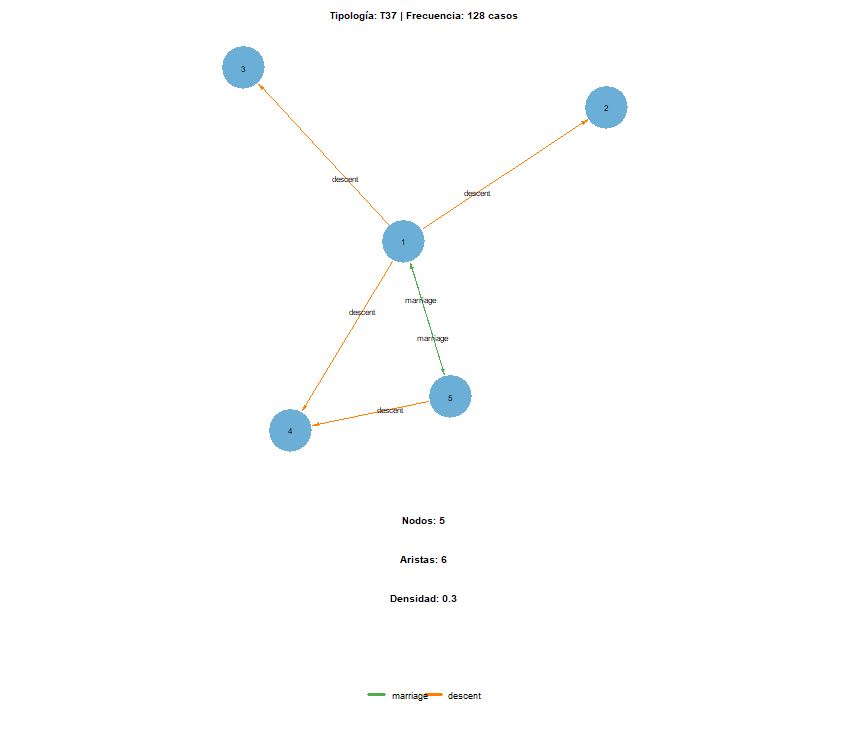 Tipología: T37 | Frecuencia: 128 casos
3
2
descent
descent
1
marriage
descent
marriage
5
descent
4
Nodos: 5
Aristas: 6
Densidad: 0.3
marriage descent